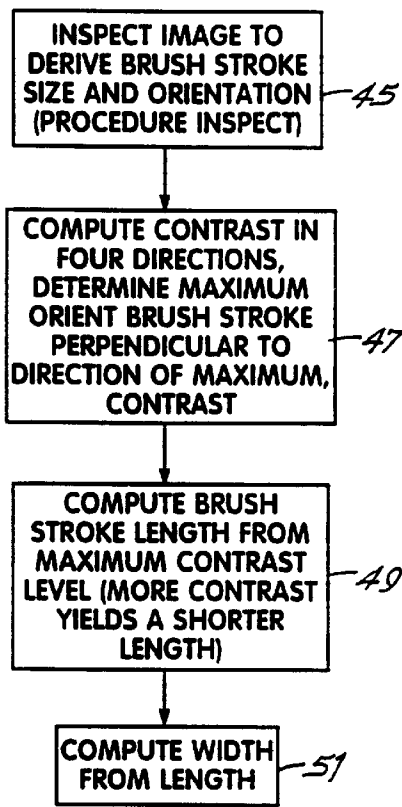 INSPECT IMAGE TO
DERIVE BRUSH STROKE
SIZE AND ORIENTATION
(PROCEDURE INSPECT)
45
COMPUTE CONTRAST IN
FOUR DIRECTIONS,
DETERMINE MAXIMUM
ORIENT BRUSH STROKE
PERPENDICULAR TO
DIRECTION OF MAXIMUM,
CONTRAST
47
COMPUTE BRUSH
STROKE LENGTH FROM
MAXIMUM CONTRAST
LEVEL (MORE CONTRAST
YIELDS A SHORTER
LENGTH)
49
COMPUTE WIDTH
FROM LENGTH
51